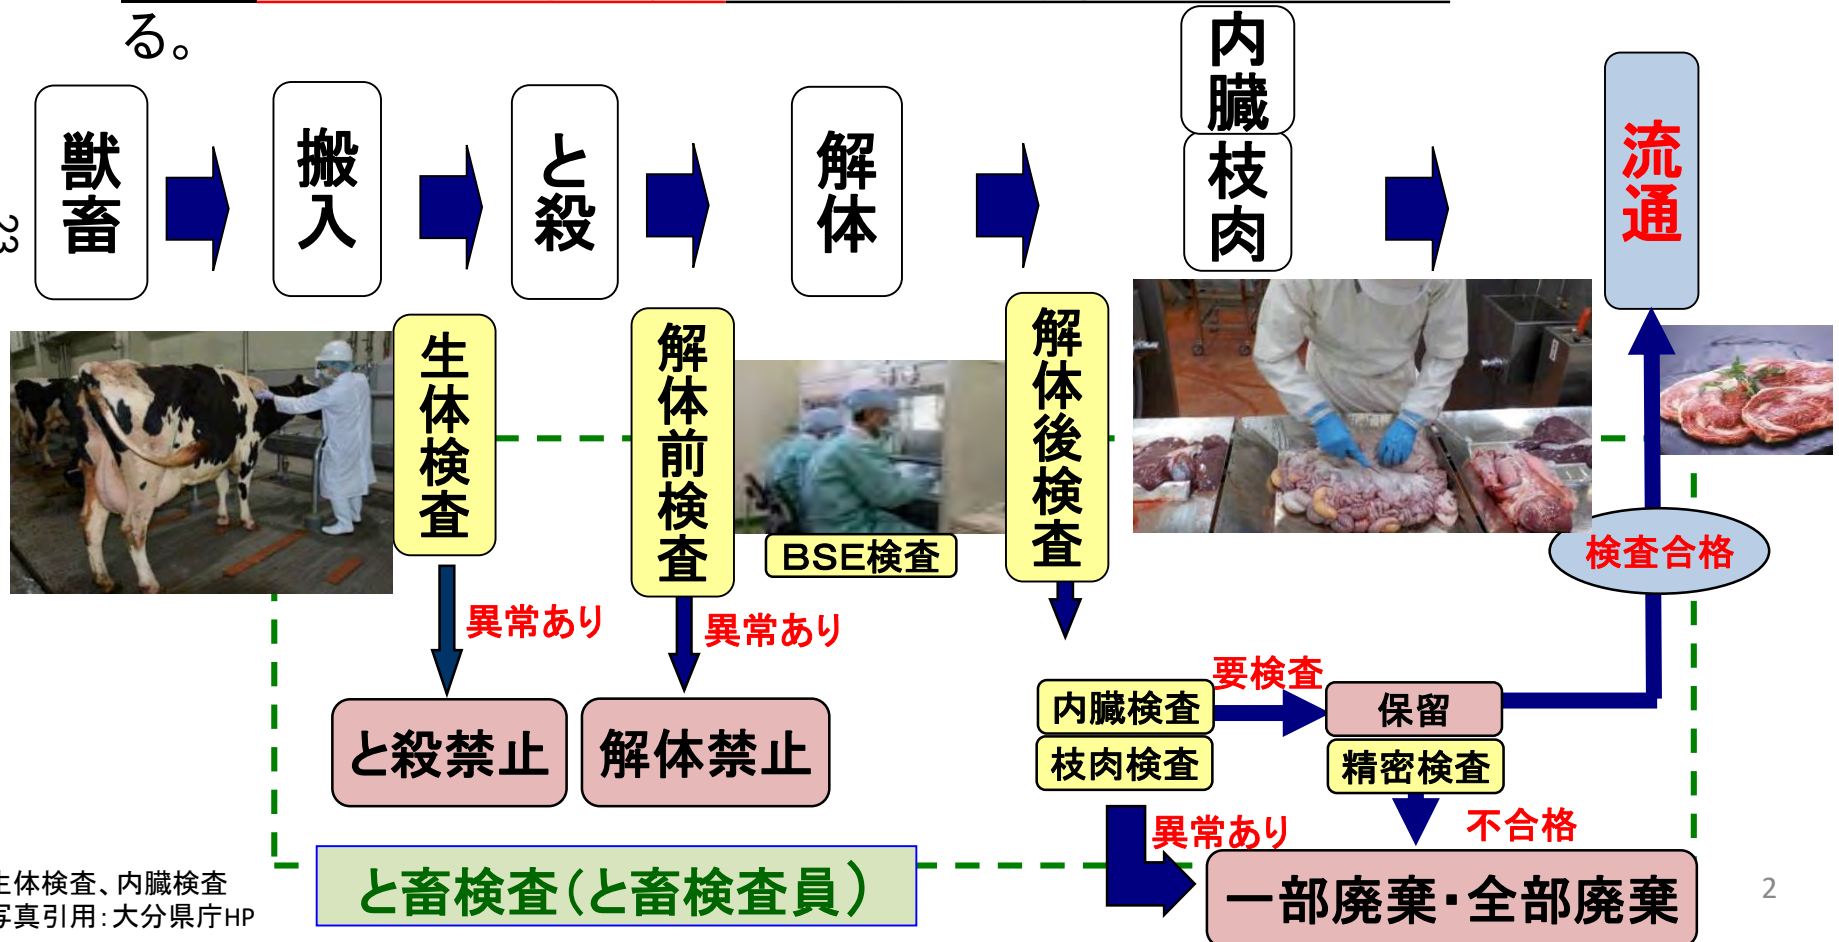 る。
獣畜
搬入
と殺
解体
内臓
枝肉
流通
23
生体検査
解体前検査
BSE検査
解体後検査
検査合格
異常あり
異常あり
と殺禁止
解体禁止
内臓検査
枝肉検査
要検査
保留
精密検査
異常あり
不合格
一部廃棄・全部廃棄
と畜検査(と畜検査員)
生体検査、内臓検査
写真引用:大分県庁HP
2